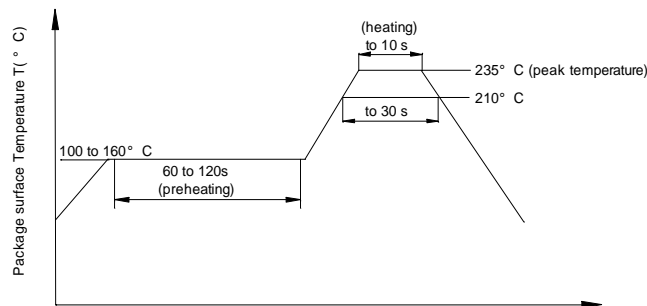 (heating)
to 10 s
235° C (peak temperature)
210° C
to 30 s
100 to 160° C
60 to 120s
(preheating)
Package surface Temperature T( ° C)